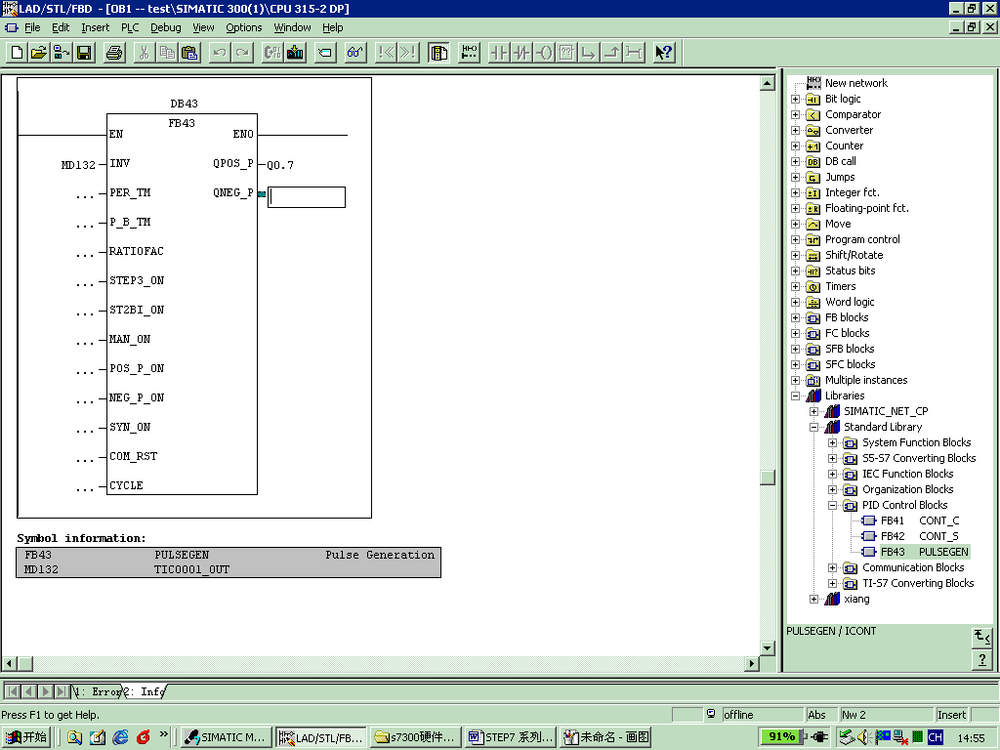 LAD/STL/FBD - [OB1 -- test\SIMATIC 300(1)\CPU 315-2 DP]
File Edit Insert PLC Debug View Options Window Help
DB43
FB43
EN ENO
MD132 INV QPOS_P Q0.7
... PER_TM QNEG_P
... P_B_TM
... RATIOFAC
... STEP3_ON
... ST2BI_ON
... MAN_ON
... POS_P_ON
... NEG_P_ON
... SYN_ON
... COM_RST
... CYCLE
Symbol information:
FB43 PULSEGEN Pulse Generation
MD132 TIC0001_OUT
New network
Bit logic
Comparator
Converter
Counter
DB call
Jumps
Integer fct.
Floating-point fct.
Move
Program control
Shift/Rotate
Status bits
Timers
Word logic
FB blocks
FC blocks
SFB blocks
SFC blocks
Multiple instances
Libraries
SIMATIC_NET_CP
Standard Library
System Function Blocks
S5-S7 Converting Blocks
IEC Function Blocks
Organization Blocks
PID Control Blocks
FB41 CONT_C
FB42 CONT_S
FB43 PULSEGEN
Communication Blocks
TI-S7 Converting Blocks
xiang
PULSEGEN / ICONT
1: Error 2: Info
Press F1 to get Help. offline Abs Nw 2 Insert
开始 SIMATIC M... LAD/STL/FB... s7300硬件... STEP7 系列... 未命名 - 画图 91% CH 14:55